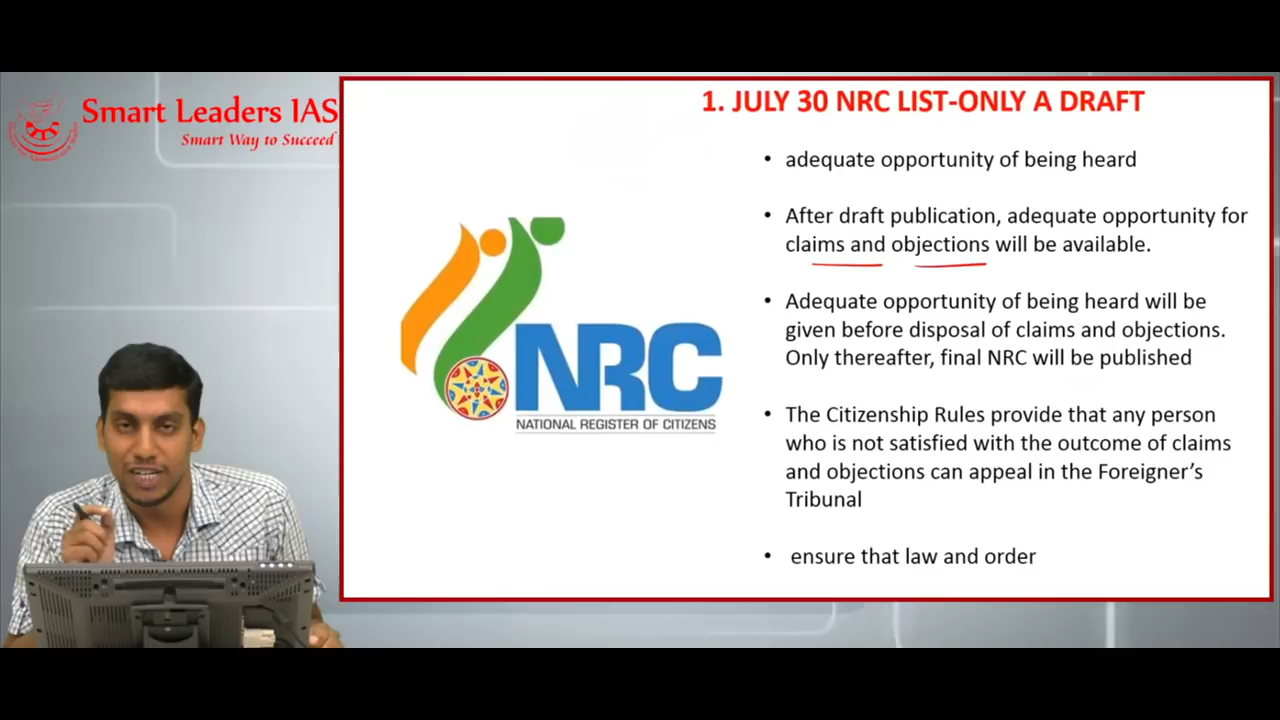 Smart Leaders IAS
Smart Way to Succeed
1. JULY 30 NRC LIST-ONLY A DRAFT
• adequate opportunity of being heard
• After draft publication, adequate opportunity for
claims and objections will be available.
• Adequate opportunity of being heard will be
given before disposal of claims and objections.
Only thereafter, final NRC will be published
• The Citizenship Rules provide that any person
who is not satisfied with the outcome of claims
and objections can appeal in the Foreigner’s
Tribunal
• ensure that law and order
NRC
NATIONAL REGISTER OF CITIZENS